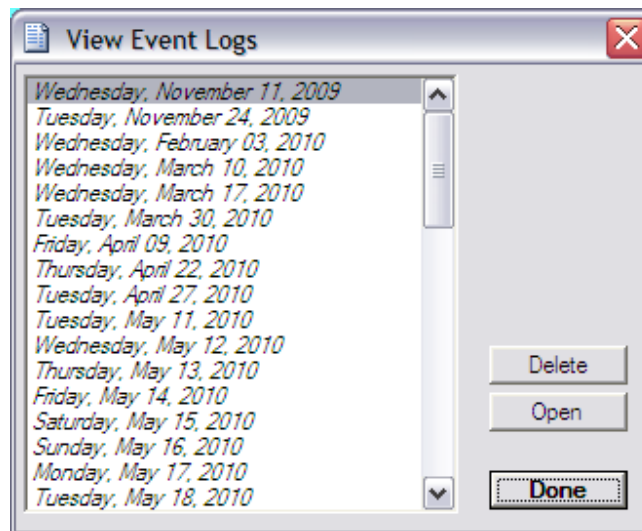 View Event Logs
Wednesday, November 11, 2009
Tuesday, November 24, 2009
Wednesday, February 03, 2010
Wednesday, March 10, 2010
Wednesday, March 17, 2010
Tuesday, March 30, 2010
Friday, April 09, 2010
Thursday, April 22, 2010
Tuesday, April 27, 2010
Tuesday, May 11, 2010
Wednesday, May 12, 2010
Thursday, May 13, 2010
Friday, May 14, 2010
Saturday, May 15, 2010
Sunday, May 16, 2010
Monday, May 17, 2010
Tuesday, May 18, 2010
Delete
Open
Done